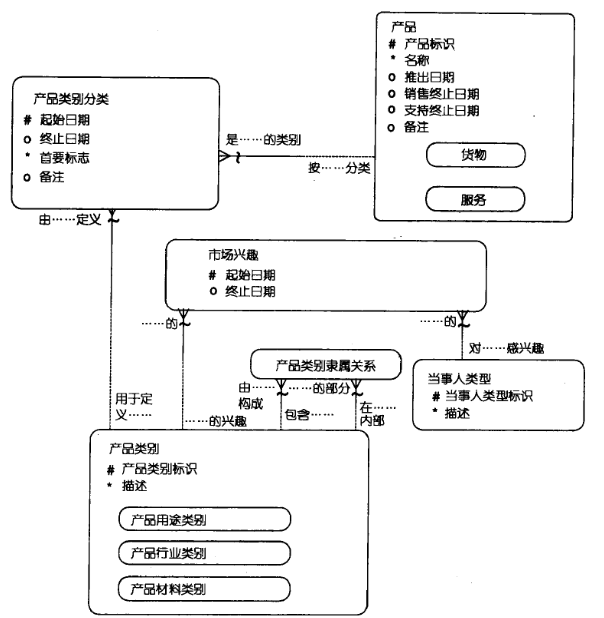 产品
# 产品标识
* 名称
o 推出日期
o 销售终止日期
o 支持终止日期
o 备注
货物
服务
产品类别分类
# 起始日期
o 终止日期
* 首要标志
o 备注
是……的类别
按……分类
由……定义
市场兴趣
# 起始日期
o 终止日期
……的
……的
产品类别隶属关系
对……感兴趣
当事人类型
# 当事人类型标识
* 描述
用于定
义……
……的兴趣
由……
构成
……的部分
包含……
在……
内部
产品类别
# 产品类别标识
* 描述
产品用途类别
产品行业类别
产品材料类别